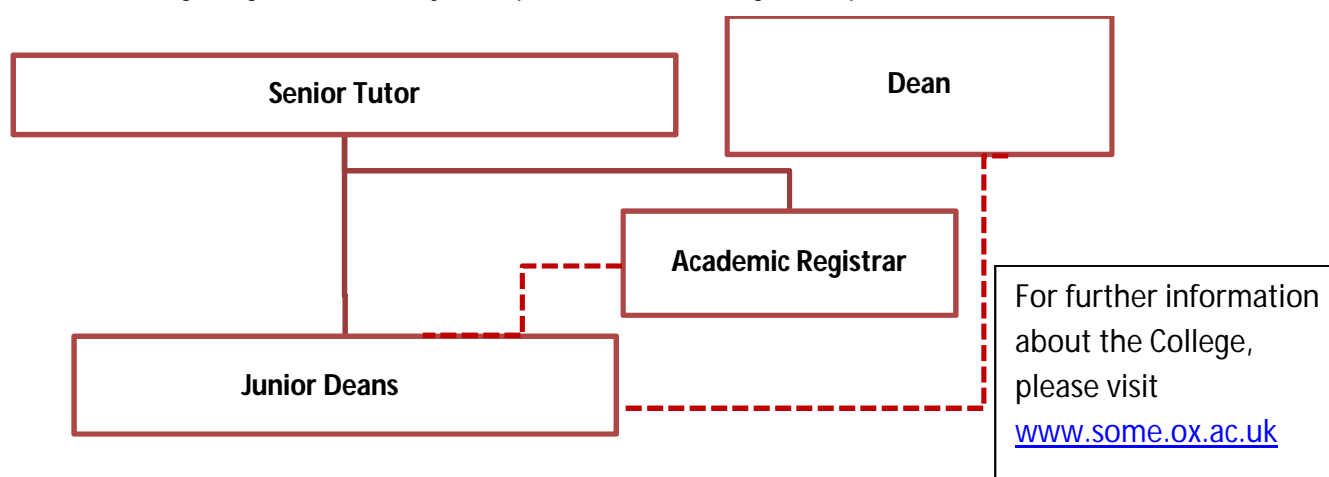 Senior Tutor
Dean
Academic Registrar
Junior Deans
For further information
about the College,
please visit
www.some.ox.ac.uk